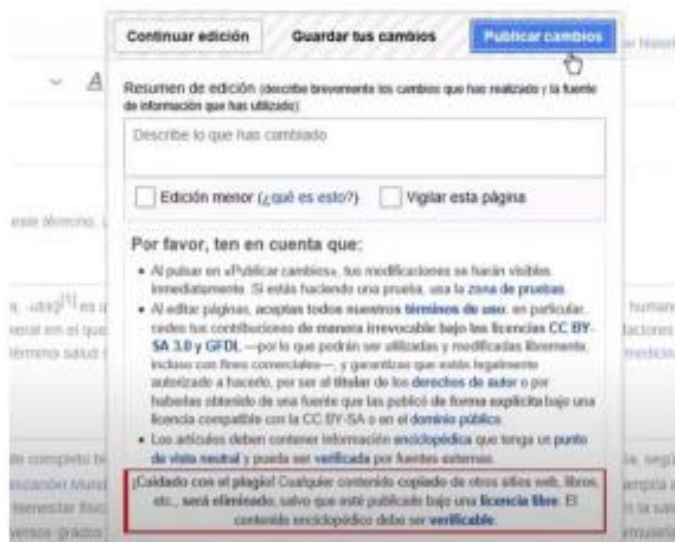 Continuar edición Guardar tus cambios Publicar cambios
Resumen de edición (describe brevemente los cambios que has realizado y la fuente
de información que has utilizado):
Describe lo que has cambiado
Edición menor (¿qué es esto?) Vigilar esta página
este término,
Por favor, ten en cuenta que:
• Al pulsar en «Publicar cambios», tus modificaciones se harán visibles
inmediatamente. Si estás haciendo una prueba, usa la zona de pruebas.
• Al editar páginas, aceptas todos nuestros términos de uso; en particular,
cedes tus contribuciones de manera irrevocable bajo las licencias CC BY-
SA 3.0 y GFDL —por lo que podrán ser utilizadas y modificadas libremente,
incluso con fines comerciales—, y garantizas que estás legalmente
autorizado a hacerlo, por ser el titular de los derechos de autor o por
haberlas obtenido de una fuente que las publicó de forma explícita bajo una
licencia compatible con la CC BY-SA o en el dominio público.
• Los artículos deben contener información enciclopédica que tenga un punto
de vista neutral y pueda ser verificada por fuentes externas.
¡Cuidado con el plagio! Cualquier contenido copiado de otros sitios web, libros,
etc., será eliminado, salvo que esté publicado bajo una licencia libre. El
contenido enciclopédico debe ser verificable.